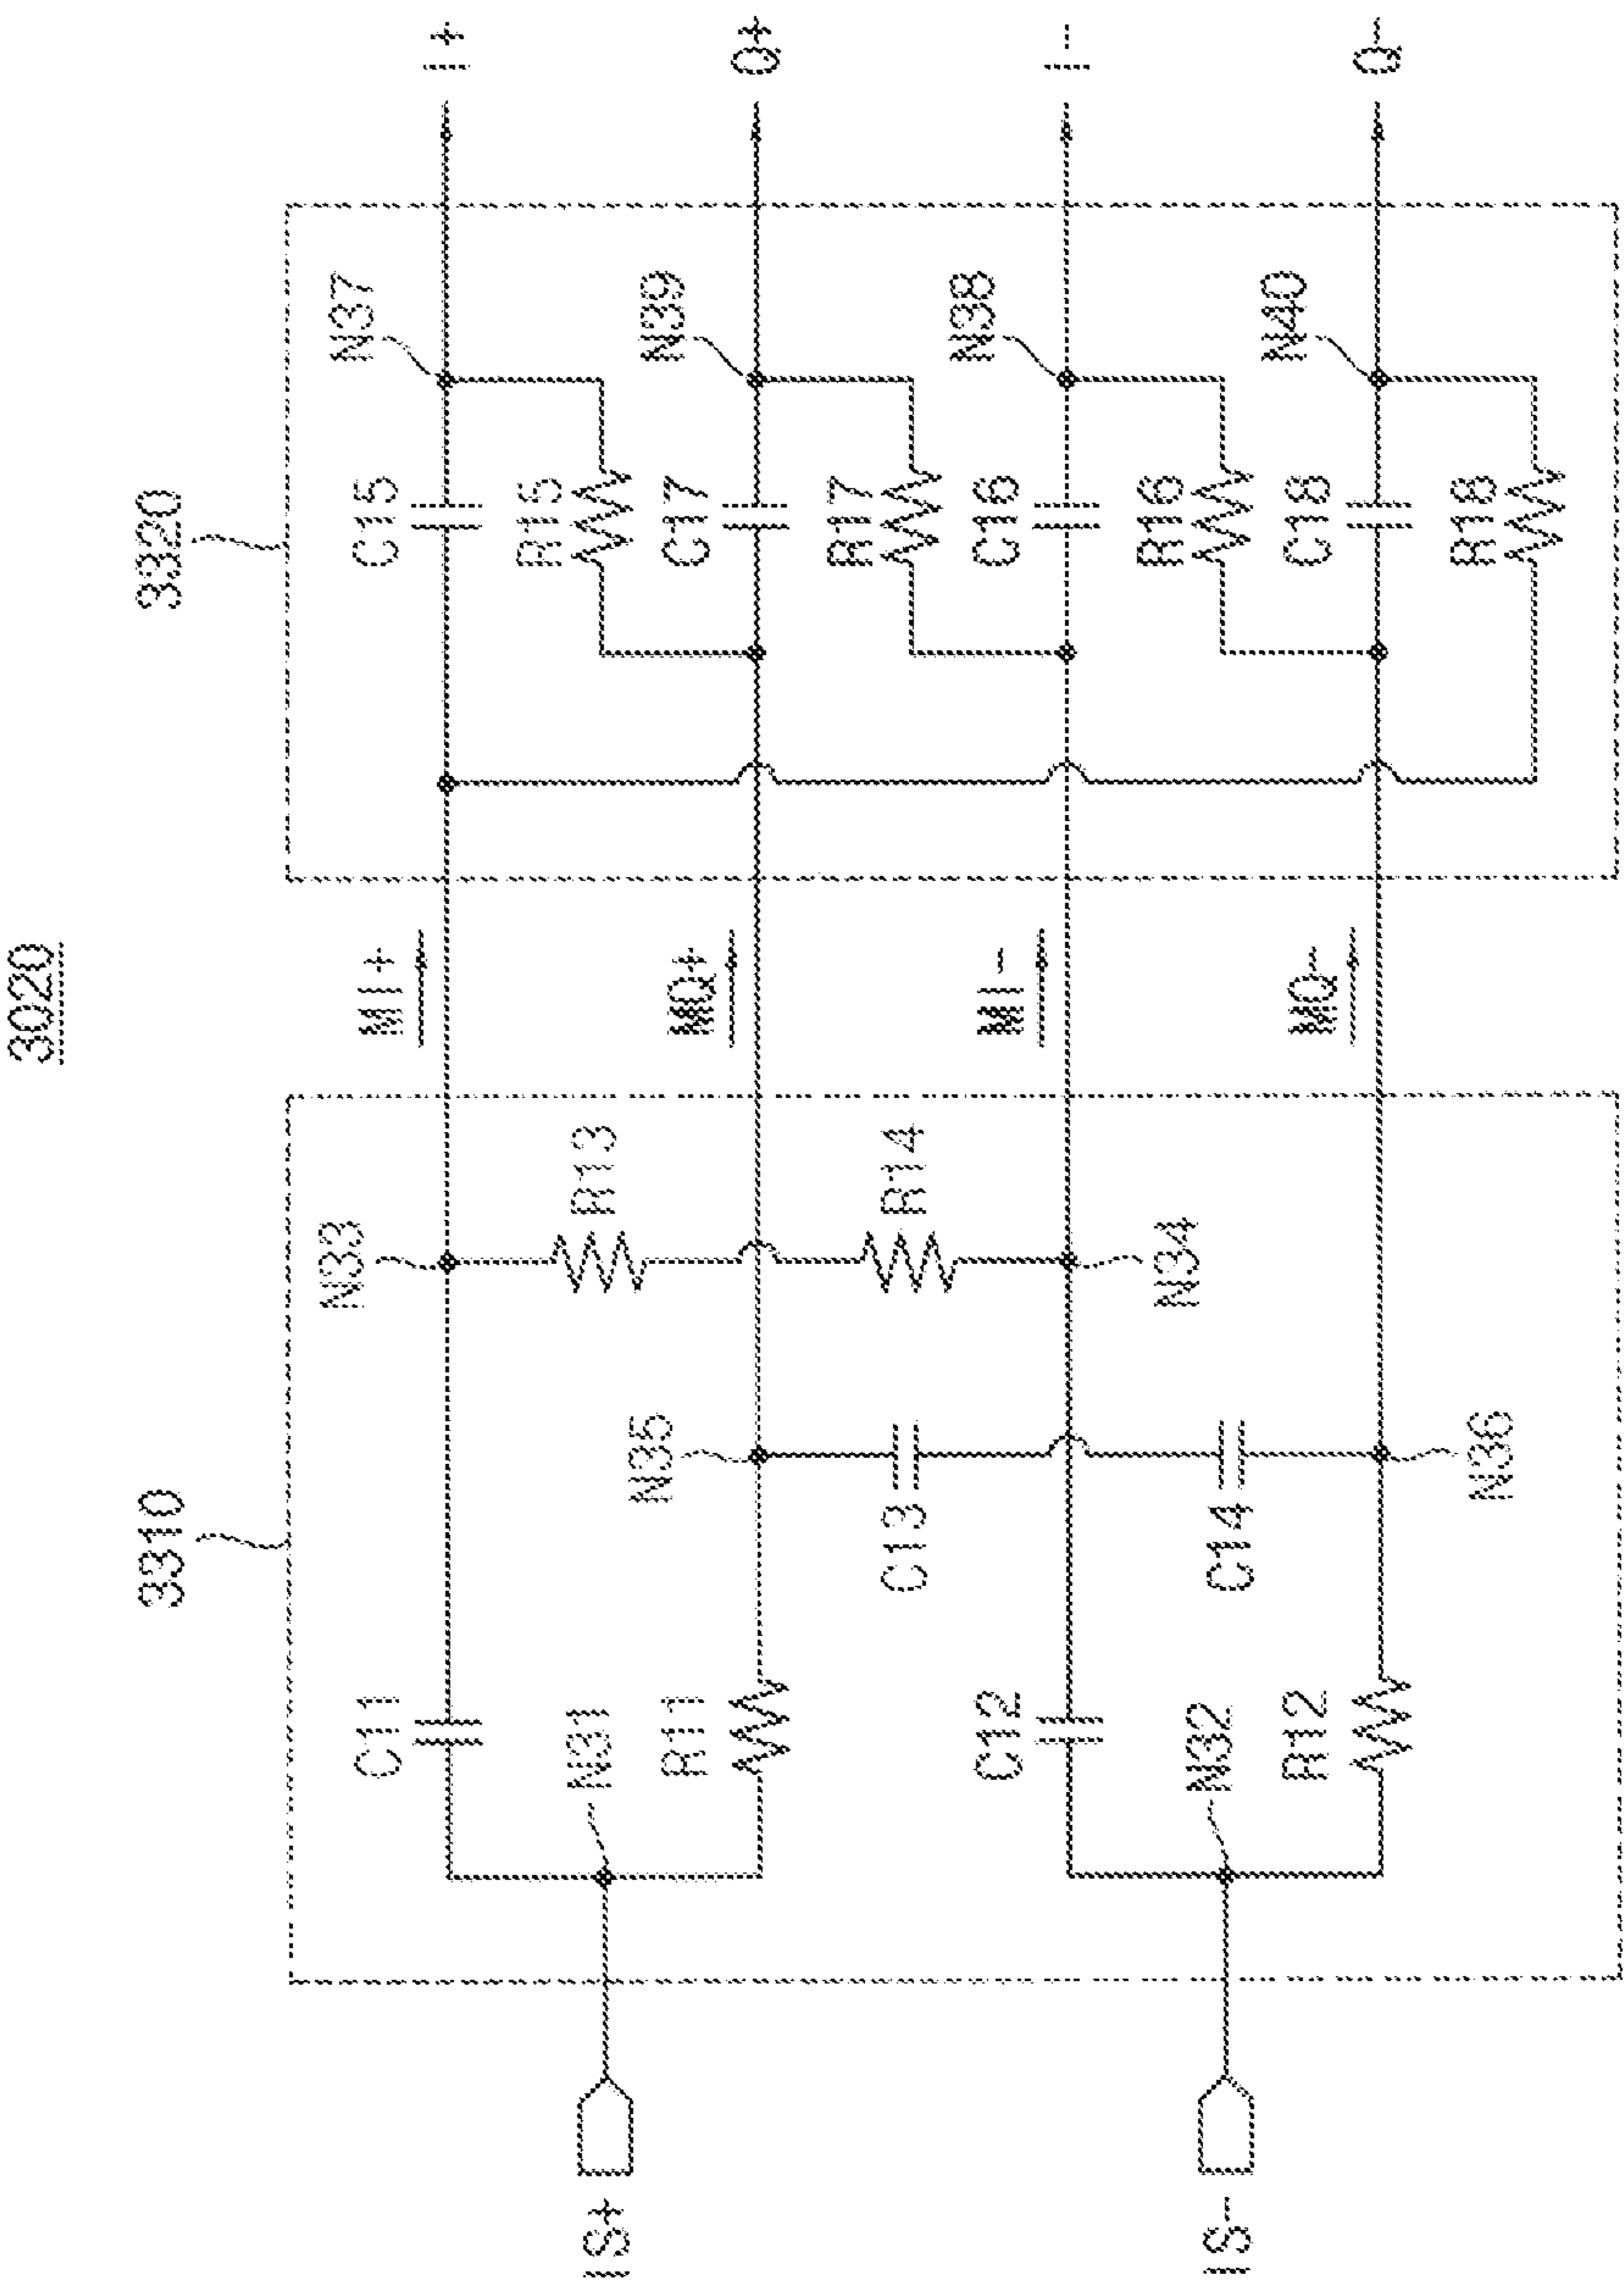 3020
3310
3320
IS+
IS-
C11
N31
R11
C12
N32
R12
N33
R13
N35
C13
R14
N34
C14
N36
MI+
MQ+
MI-
MQ-
N37
C15
R15
N39
C17
R17
N38
C16
R16
N40
C18
R18
I+
Q+
I-
Q-